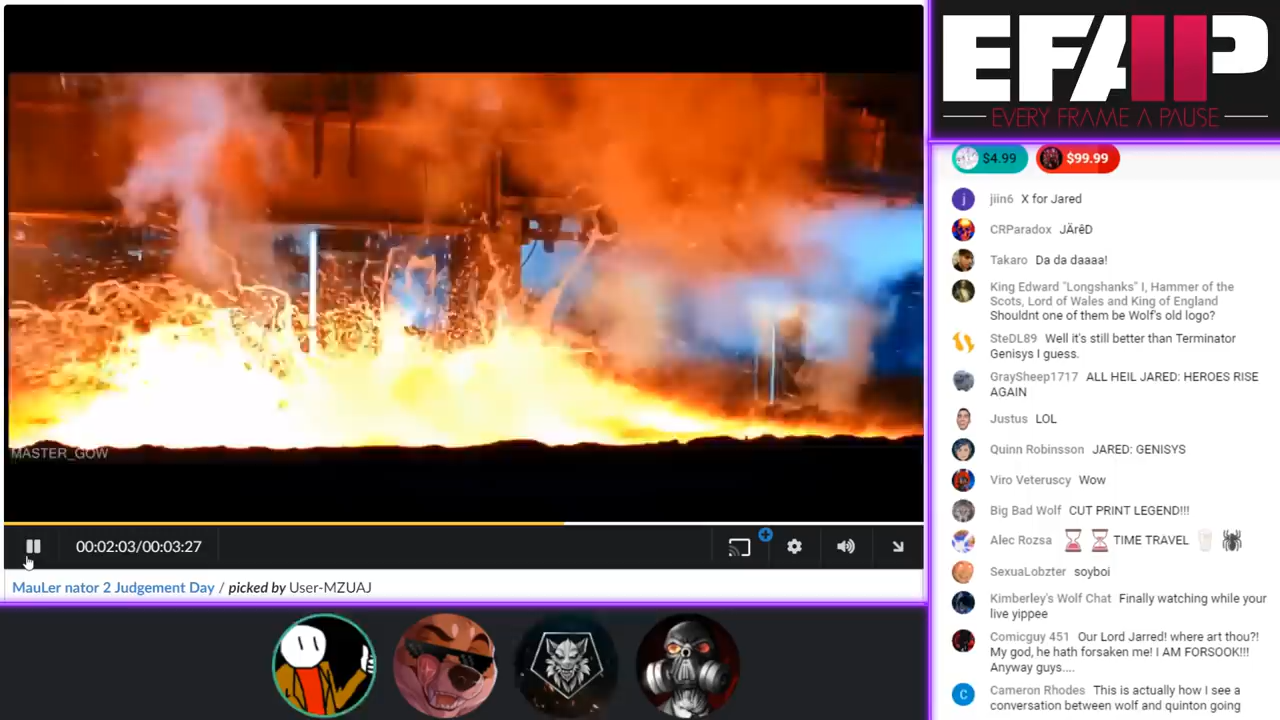 EFAP
EVERY FRAME A PAUSE
$4.99 $99.99
jiin6 X for Jared
CRParadox JÄrêD
Takaro Da da daaaa!
King Edward "Longshanks" I, Hammer of the
Scots, Lord of Wales and King of England
Shouldnt one of them be Wolf's old logo?
SteDL89 Well it's still better than Terminator
Genisys I guess.
GraySheep1717 ALL HEIL JARED: HEROES RISE
AGAIN
Justus LOL
Quinn Robinsson JARED: GENISYS
Viro Veteruscy Wow
Big Bad Wolf CUT PRINT LEGEND!!!
Alec Rozsa TIME TRAVEL
SexuaLobzter soyboi
Kimberley's Wolf Chat Finally watching while your
live yippee
Comicguy 451 Our Lord Jarred! where art thou?!
My god, he hath forsaken me! I AM FORSOOK!!!
Anyway guys....
C Cameron Rhodes This is actually how I see a
conversation between wolf and quinton going
MASTER_GOW
00:02:03/00:03:27
MauLer nator 2 Judgement Day / picked by User-MZUAJ